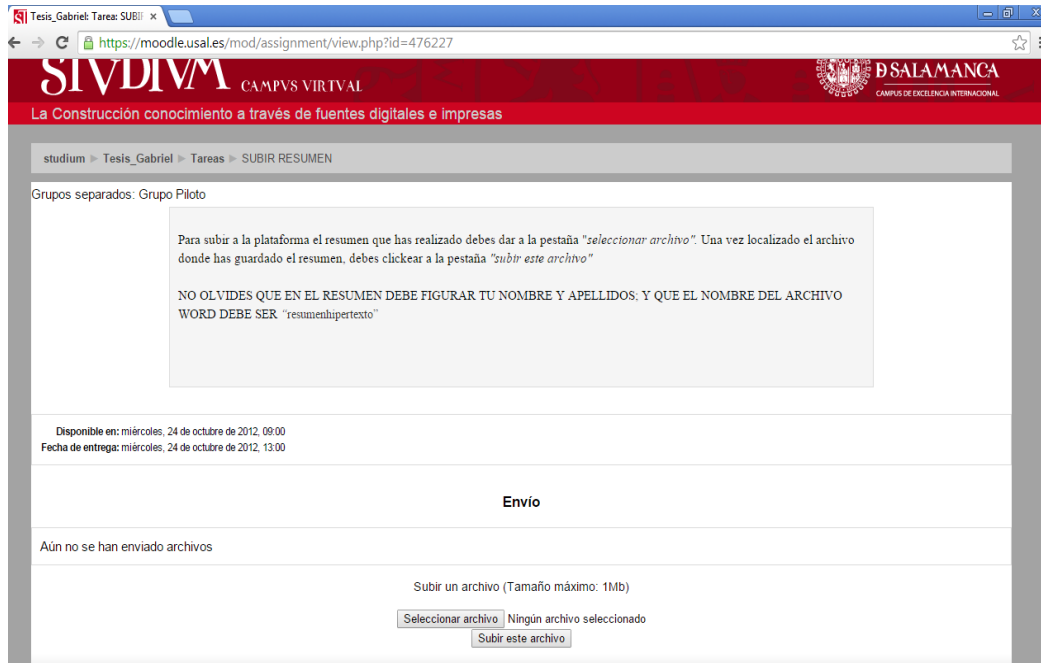 Tesis_Gabriel: Tarea: SUBI
https://moodle.usal.es/mod/assignment/view.php?id=476227
STVDIVM CAMPVS VIRTVAL
D SALAMANCA
CAMPUS DE EXCELENCIA INTERNACIONAL
La Construcción conocimiento a través de fuentes digitales e impresas
studium ► Tesis_Gabriel ► Tareas ► SUBIR RESUMEN
Grupos separados: Grupo Piloto
Para subir a la plataforma el resumen que has realizado debes dar a la pestaña "seleccionar archivo". Una vez localizado el archivo
donde has guardado el resumen, debes clickear a la pestaña "subir este archivo"
NO OLVIDES QUE EN EL RESUMEN DEBE FIGURAR TU NOMBRE Y APELLIDOS; Y QUE EL NOMBRE DEL ARCHIVO
WORD DEBE SER “resumenhipertexto”
Disponible en: miércoles, 24 de octubre de 2012, 09:00
Fecha de entrega: miércoles, 24 de octubre de 2012, 13:00
Envío
Aún no se han enviado archivos
Subir un archivo (Tamaño máximo: 1Mb)
Seleccionar archivo Ningún archivo seleccionado
Subir este archivo